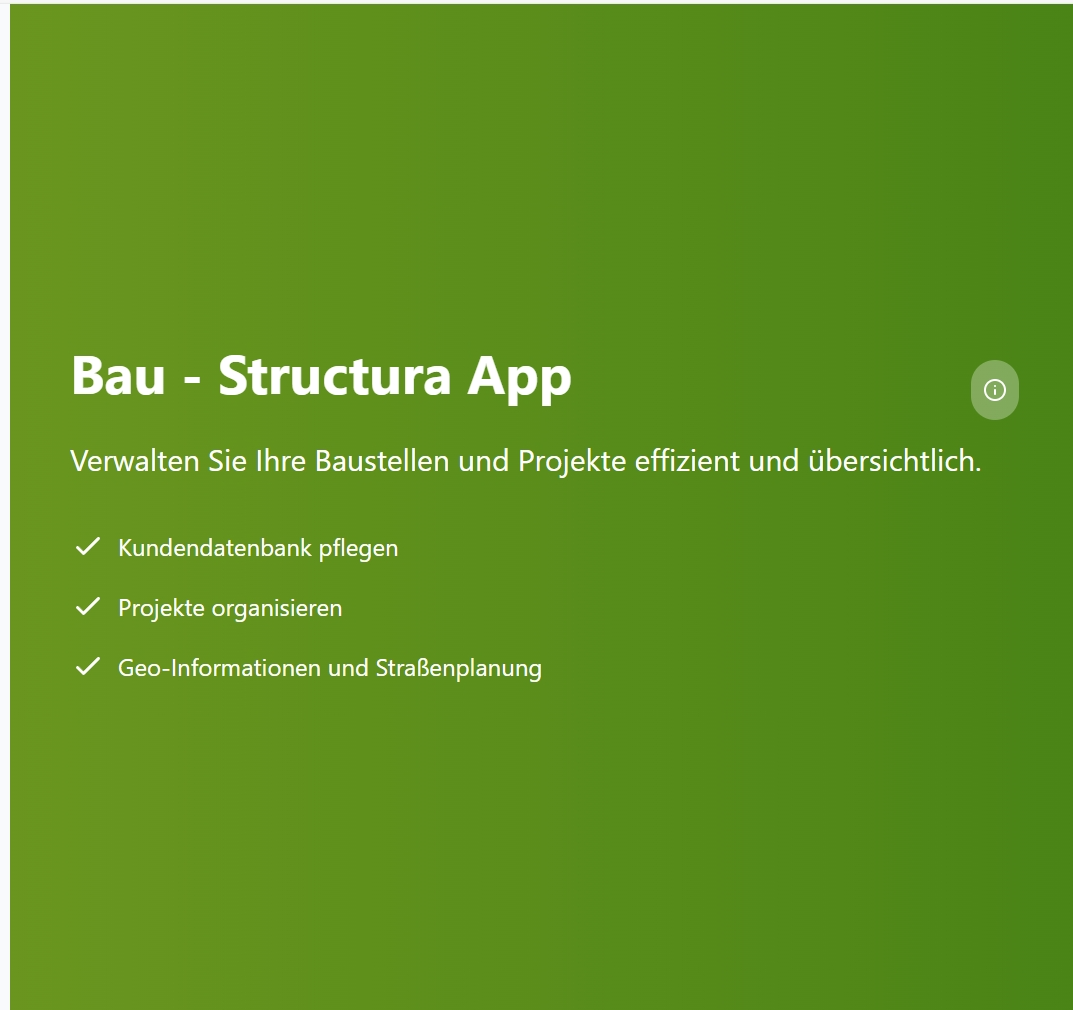 Bau - Structura App
Verwalten Sie Ihre Baustellen und Projekte effizient und übersichtlich.
Kundendatenbank pflegen
Projekte organisieren
Geo-Informationen und Straßenplanung